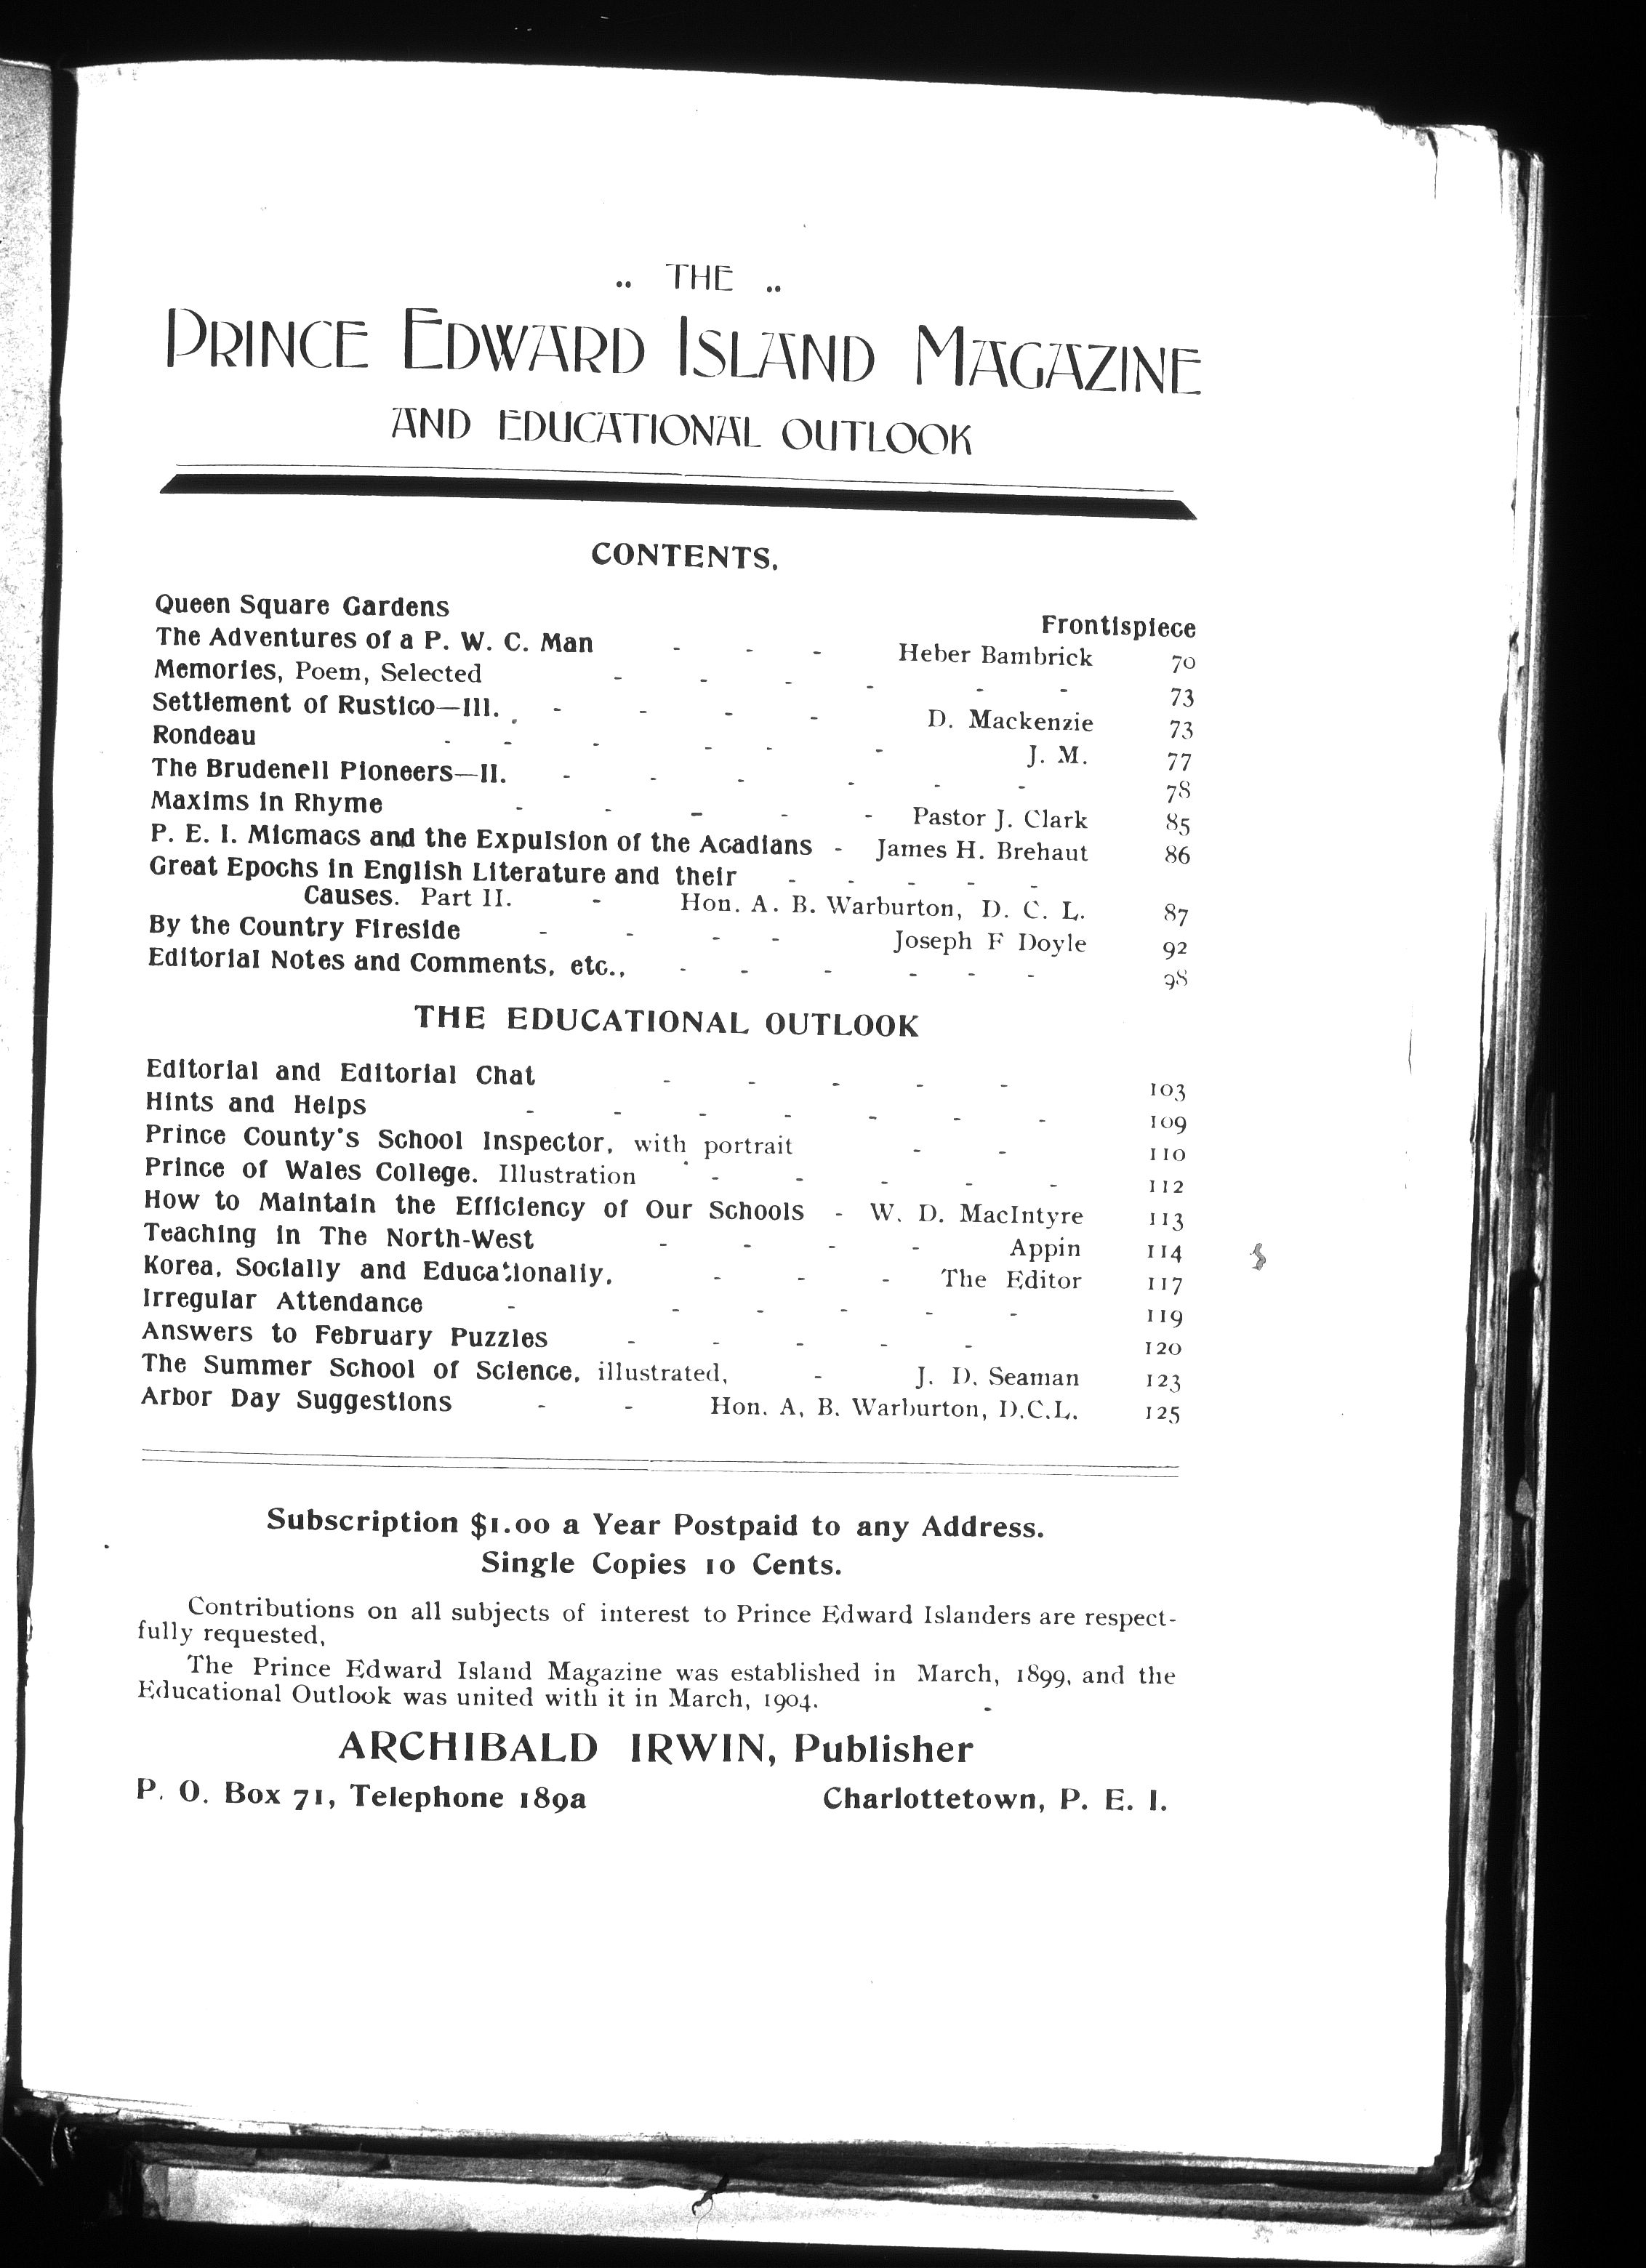 .. THE ..
PRINCE EDWARD ISLAND MAGAZINE
AND EDUCATIONAL OUTLOOK
CONTENTS.
Queen Square Gardens Frontispiece
The Adventures of a P. W. C. Man - - - Heber Bambrick 70
Memories, Poem, Selected - - - - - - 73
Settlement of Rustico—III. - - - - D. Mackenzie 73
Rondeau - - - - - - J. M. 77
The Brudenell Pioneers—II. - - - - - - 78
Maxims in Rhyme - - - - - Pastor J. Clark 85
P. E. I. Micmacs and the Expulsion of the Acadians - James H. Brehaut 86
Great Epochs in English Literature and their - - - - -
Causes. Part II. - Hon. A. B. Warburton, D. C. L. 87
By the Country Fireside - - - - Joseph F Doyle 92
Editorial Notes and Comments, etc., - - - - - - 98
THE EDUCATIONAL OUTLOOK
Editorial and Editorial Chat - - - - - 103
Hints and Helps - - - - - - - 109
Prince County's School Inspector, with portrait - - 110
Prince of Wales College. Illustration - - - - - 112
How to Maintain the Efficiency of Our Schools - W. D. MacIntyre 113
Teaching in The North-West - - - - Appin 114
Korea, Socially and Educationally, - - - The Editor 117
Irregular Attendance - - - - - - 119
Answers to February Puzzles - - - - - 120
The Summer School of Science, illustrated, - J. D. Seaman 123
Arbor Day Suggestions - - Hon. A, B. Warburton, D.C.L. 125
Subscription $1.00 a Year Postpaid to any Address.
Single Copies 10 Cents.
Contributions on all subjects of interest to Prince Edward Islanders are respect-
fully requested,
The Prince Edward Island Magazine was established in March, 1899, and the
Educational Outlook was united with it in March, 1904.
ARCHIBALD IRWIN, Publisher
P. O. Box 71, Telephone 189a Charlottetown, P. E. I.